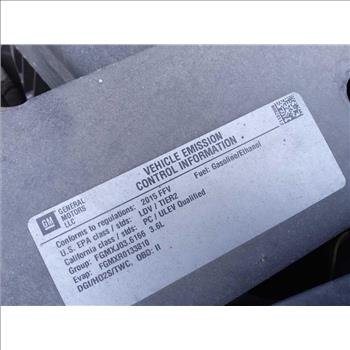 GM
GENERAL
MOTORS
LLC
VEHICLE EMISSION
CONTROL INFORMATION
Conforms to regulations: 2015 FFV
Fuel: Gasoline/Ethanol
U.S. EPA class / stds: LDV / TIER2
California class / stds: PC / ULEV Qualified
Group: FGMXJ03.6166 3.6L
Evap: FGMXR0133810
DGI/HO2S/TWC, OBD: II